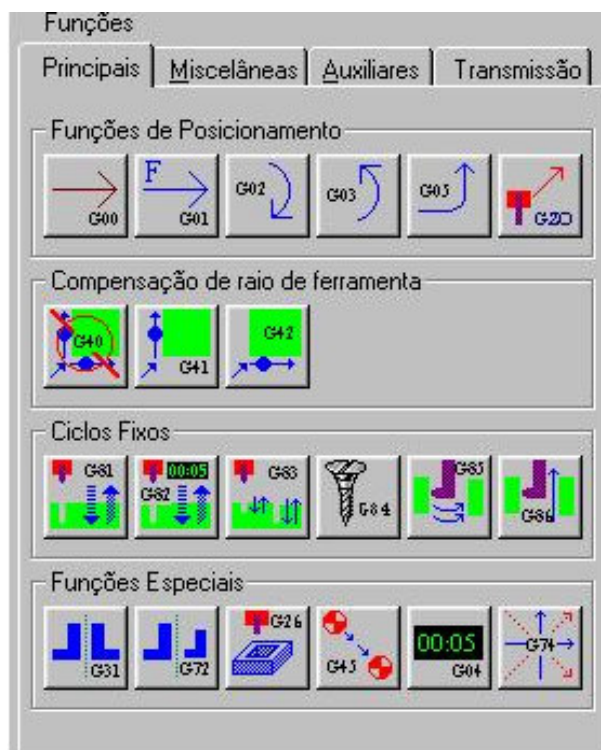 Funções
Principais Miscelâneas Auxiliares Transmissão
Funções de Posicionamento
G00 F G01 G02 G03 G05 G20
Compensação de raio de ferramenta
G40 G41 G42
Ciclos Fixos
G81 00:05 G82 G83 G84 G85 G86
Funções Especiais
G31 G72 G26 G45 00:05 G04 G74